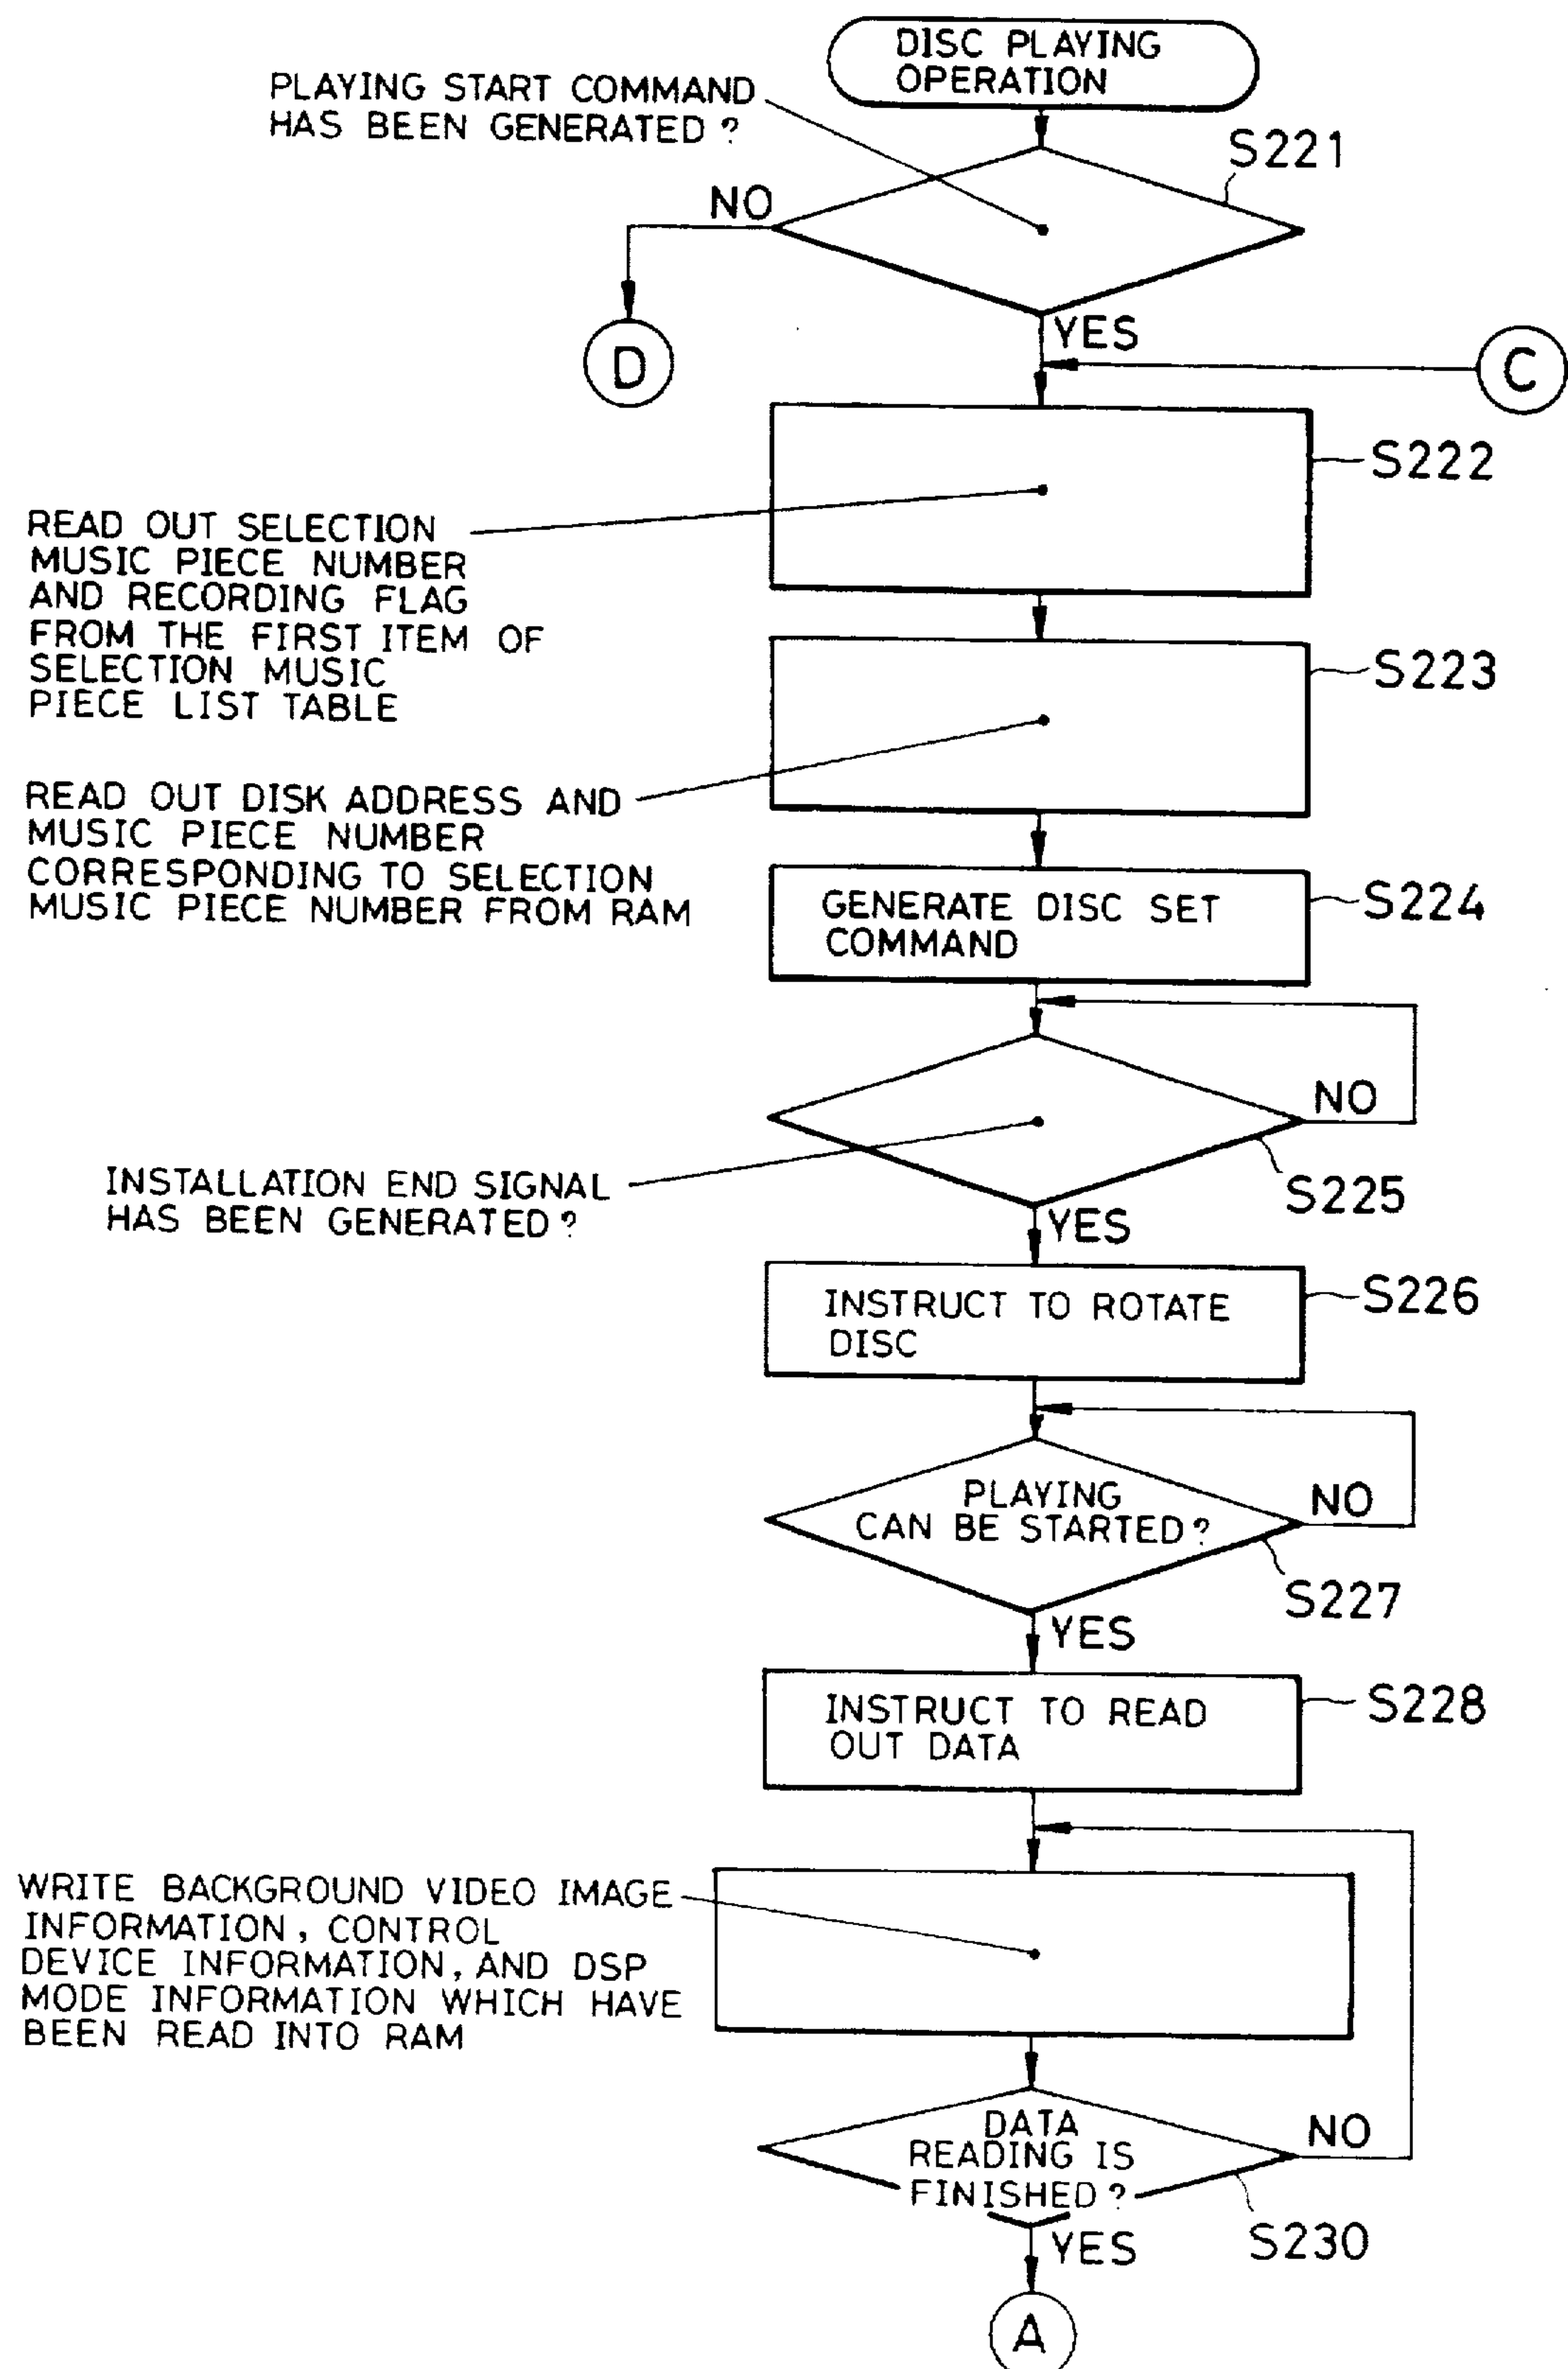 DISC PLAYING
OPERATION
PLAYING START COMMAND
HAS BEEN GENERATED?
S221
NO
D
YES
C
S222
READ OUT SELECTION
MUSIC PIECE NUMBER
AND RECORDING FLAG
FROM THE FIRST ITEM OF
SELECTION MUSIC
PIECE LIST TABLE
S223
READ OUT DISK ADDRESS AND
MUSIC PIECE NUMBER
CORRESPONDING TO SELECTION
MUSIC PIECE NUMBER FROM RAM
GENERATE DISC SET
COMMAND
S224
NO
INSTALLATION END SIGNAL
HAS BEEN GENERATED?
S225
YES
INSTRUCT TO ROTATE
DISC
S226
PLAYING
CAN BE STARTED?
NO
S227
YES
INSTRUCT TO READ
OUT DATA
S228
WRITE BACKGROUND VIDEO IMAGE
INFORMATION, CONTROL
DEVICE INFORMATION, AND DSP
MODE INFORMATION WHICH HAVE
BEEN READ INTO RAM
DATA
READING IS
FINISHED?
NO
S230
YES
A